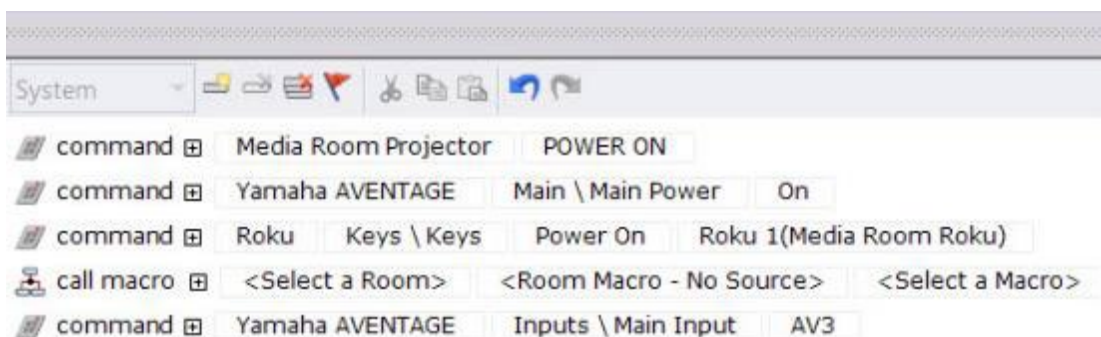 System
command Media Room Projector POWER ON
command Yamaha AVENTAGE Main \ Main Power On
command Roku Keys \ Keys Power On Roku 1(Media Room Roku)
call macro <Select a Room> <Room Macro - No Source> <Select a Macro>
command Yamaha AVENTAGE Inputs \ Main Input AV3